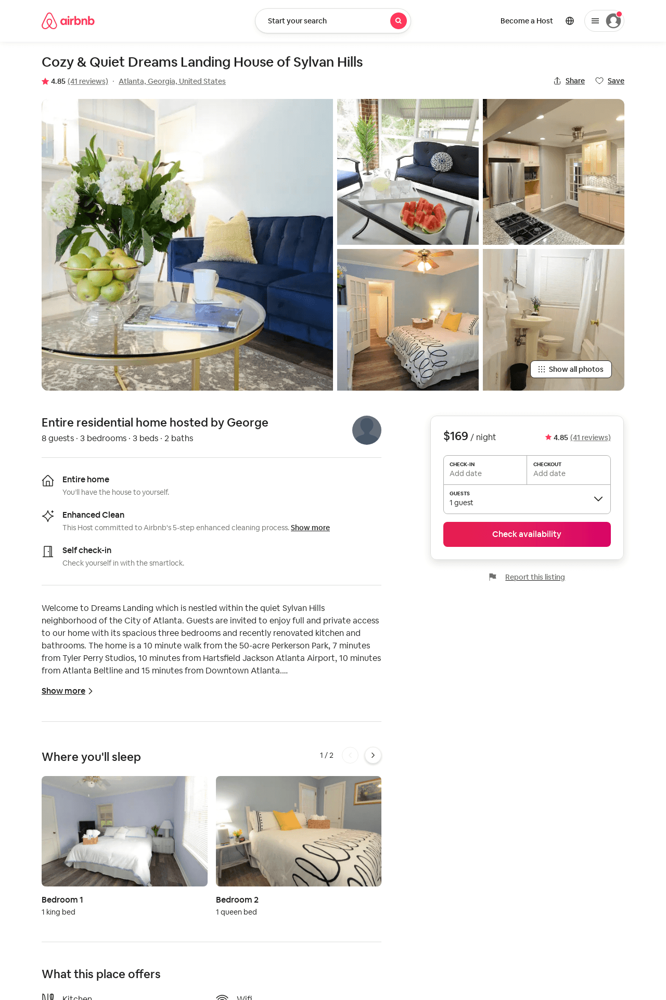 airbnb
Start your search
Become a Host
Cozy & Quiet Dreams Landing House of Sylvan Hills
4.85 (41 reviews) · Atlanta, Georgia, United States
Share
Save
Show all photos
Entire residential home hosted by George
8 guests · 3 bedrooms · 3 beds · 2 baths
Entire home
You'll have the house to yourself.
Enhanced Clean
This Host committed to Airbnb's 5-step enhanced cleaning process. Show more
Self check-in
Check yourself in with the smartlock.
$169 / night
4.85 (41 reviews)
CHECK-IN
Add date
CHECKOUT
Add date
GUESTS
1 guest
Check availability
Report this listing
Welcome to Dreams Landing which is nestled within the quiet Sylvan Hills
neighborhood of the City of Atlanta. Guests are invited to enjoy full and private access
to our home with its spacious three bedrooms and recently renovated kitchen and
bathrooms. The home is a 10 minute walk from the 50-acre Perkerson Park, 7 minutes
from Tyler Perry Studios, 10 minutes from Hartsfield Jackson Atlanta Airport, 10 minutes
from Atlanta Beltline and 15 minutes from Downtown Atlanta....
Show more
Where you'll sleep
1 / 2
Bedroom 1
1 king bed
Bedroom 2
1 queen bed
What this place offers
Kitchen
Wifi